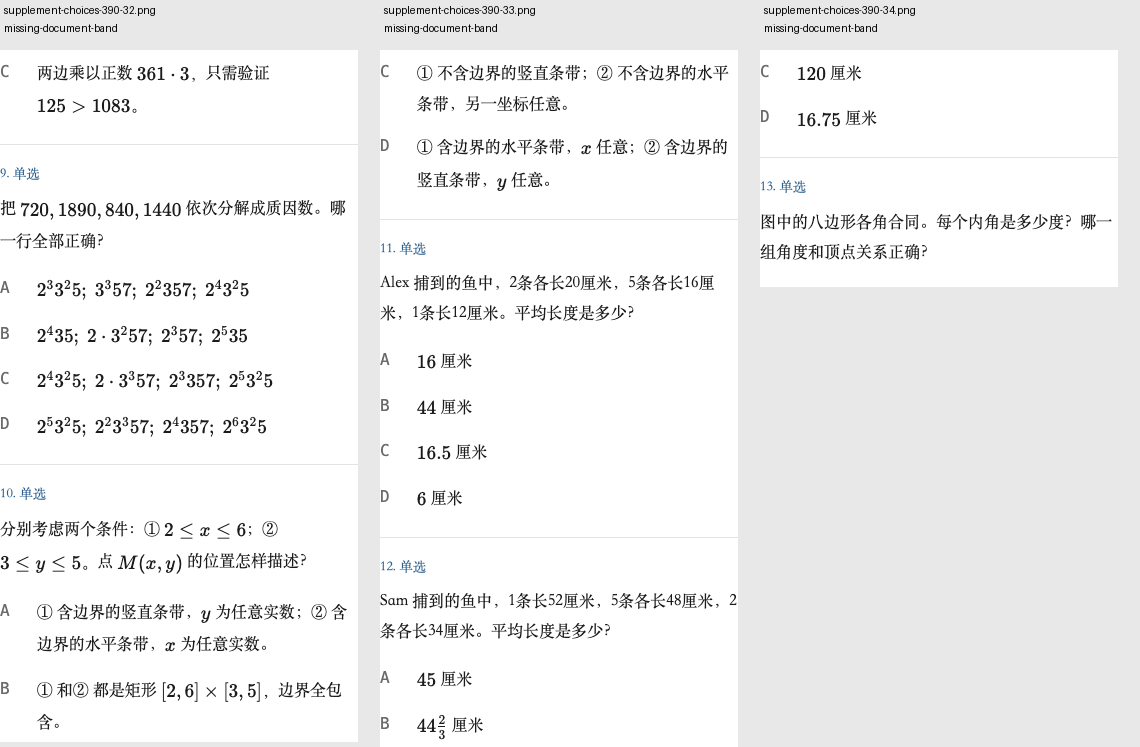 supplement-choices-390-32.png
missing-document-band
C 两边乘以正数 361 · 3，只需验证
125 > 1083。
9. 单选
把 720, 1890, 840, 1440 依次分解成质因数。哪
一行全部正确？
A 2³3²5; 3³57; 2²357; 2⁴3²5
B 2⁴35; 2 · 3²57; 2³57; 2⁵35
C 2⁴3²5; 2 · 3³57; 2³357; 2⁵3²5
D 2⁵3²5; 2²3³57; 2⁴357; 2⁶3²5
10. 单选
分别考虑两个条件：① 2 ≤ x ≤ 6；②
3 ≤ y ≤ 5。点 M(x, y) 的位置怎样描述？
A ① 含边界的竖直条带，y 为任意实数；② 含
边界的水平条带，x 为任意实数。
B ① 和② 都是矩形 [2, 6] × [3, 5]，边界全包
含。
supplement-choices-390-33.png
missing-document-band
C ① 不含边界的竖直条带；② 不含边界的水平
条带，另一坐标任意。
D ① 含边界的水平条带，x 任意；② 含边界的
竖直条带，y 任意。
11. 单选
Alex 捕到的鱼中，2条各长20厘米，5条各长16厘
米，1条长12厘米。平均长度是多少？
A 16 厘米
B 44 厘米
C 16.5 厘米
D 6 厘米
12. 单选
Sam 捕到的鱼中，1条长52厘米，5条各长48厘米，2
条各长34厘米。平均长度是多少？
A 45 厘米
B 44⅔ 厘米
supplement-choices-390-34.png
missing-document-band
C 120 厘米
D 16.75 厘米
13. 单选
图中的八边形各角合同。每个内角是多少度？哪一
组角度和顶点关系正确？